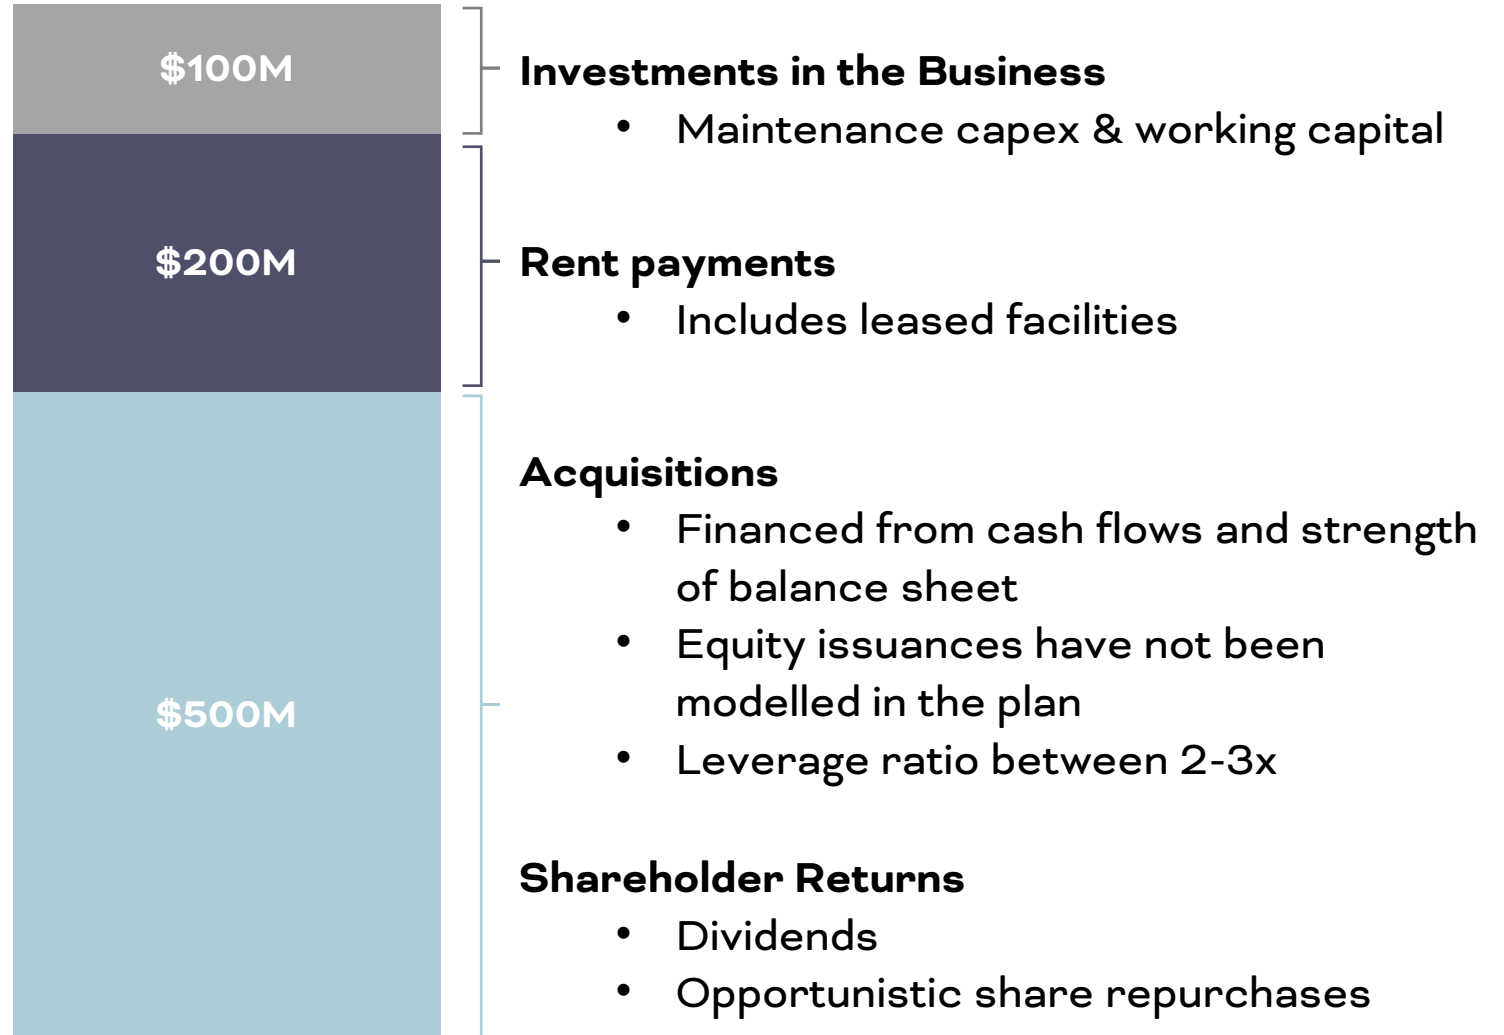 $100M
Investments in the Business
• Maintenance capex & working capital
$200M
Rent payments
• Includes leased facilities
Acquisitions
• Financed from cash flows and strength
of balance sheet
• Equity issuances have not been
modelled in the plan
$500M
• Leverage ratio between 2-3x
Shareholder Returns
• Dividends
• Opportunistic share repurchases